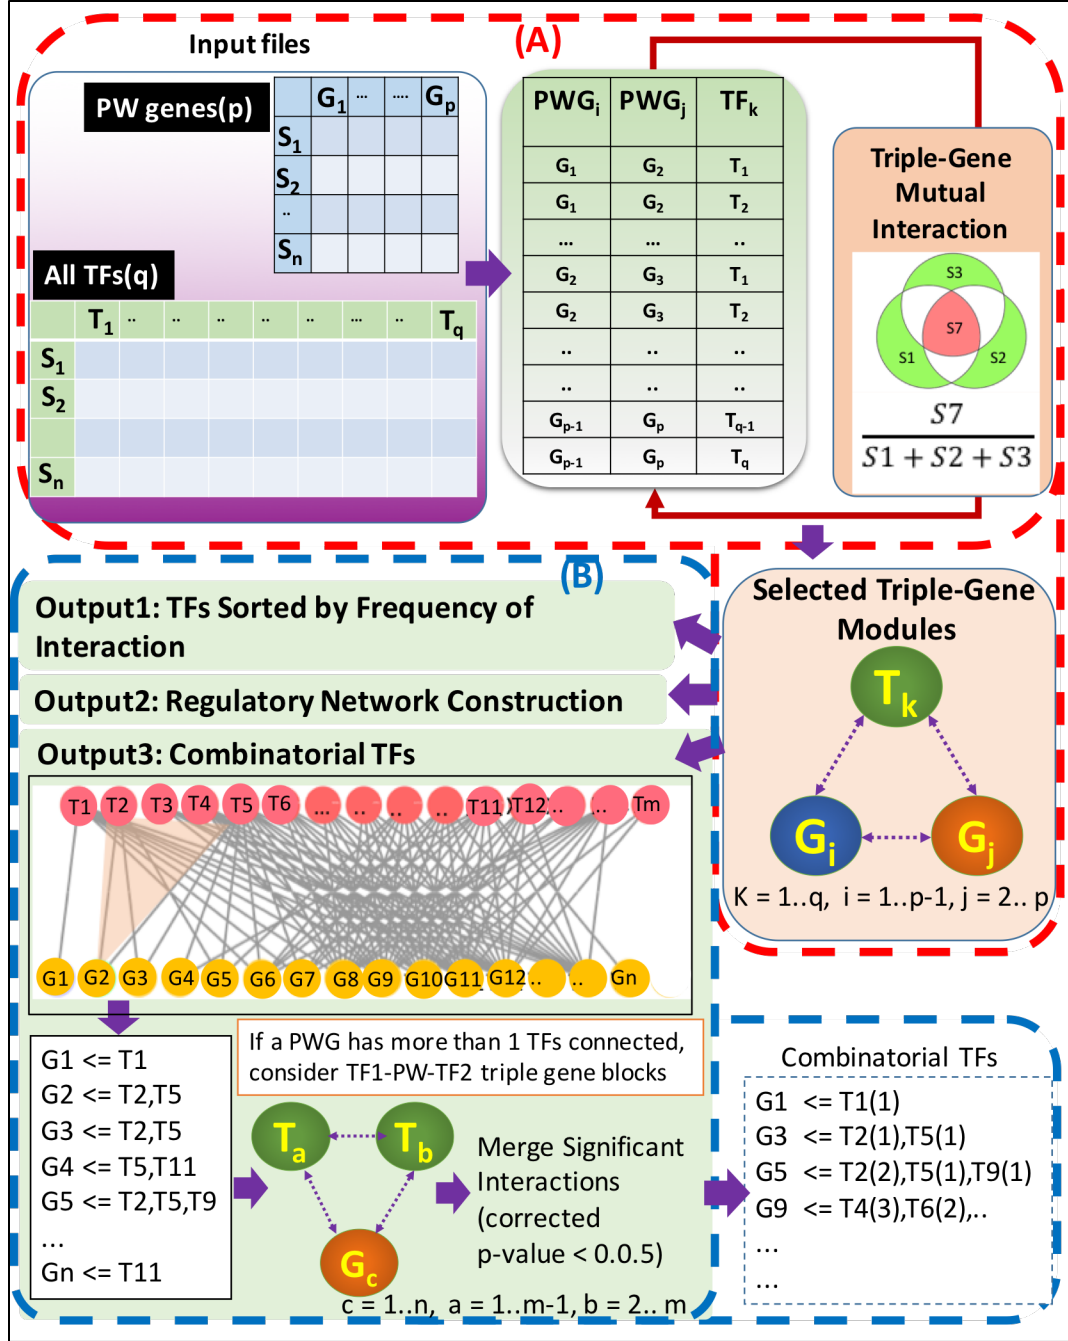 (A)
Input files
PW genes(p)
G1 ... .... Gp
S1
S2
..
Sn
All TFs(q)
T1 .. .. .. .. .. ... .. Tq
S1
S2
Sn
PWGi PWGj TFk
G1 G2 T1
G1 G2 T2
... ... ..
G2 G3 T1
G2 G3 T2
.. .. ..
.. .. ..
Gp-1 Gp Tq-1
Gp-1 Gp Tq
Triple-Gene
Mutual
Interaction
S3
S7
S1 S2
S7
S1 + S2 + S3
(B)
Output1: TFs Sorted by Frequency of
Interaction
Output2: Regulatory Network Construction
Output3: Combinatorial TFs
Selected Triple-Gene
Modules
Tk
Gi Gj
K = 1..q, i = 1..p-1, j = 2.. p
T1 T2 T3 T4 T5 T6 ... .. .. .. T11 T12 .. .. Tm
G1 G2 G3 G4 G5 G6 G7 G8 G9 G10 G11 G12 .. .. Gn
G1 <= T1
G2 <= T2,T5
G3 <= T2,T5
G4 <= T5,T11
G5 <= T2,T5,T9
...
Gn <= T11
If a PWG has more than 1 TFs connected,
consider TF1-PW-TF2 triple gene blocks
Ta Tb
Gc
c = 1..n, a = 1..m-1, b = 2.. m
Merge Significant
Interactions
(corrected
p-value < 0.0.5)
Combinatorial TFs
G1 <= T1(1)
G3 <= T2(1),T5(1)
G5 <= T2(2),T5(1),T9(1)
G9 <= T4(3),T6(2),..
...
...